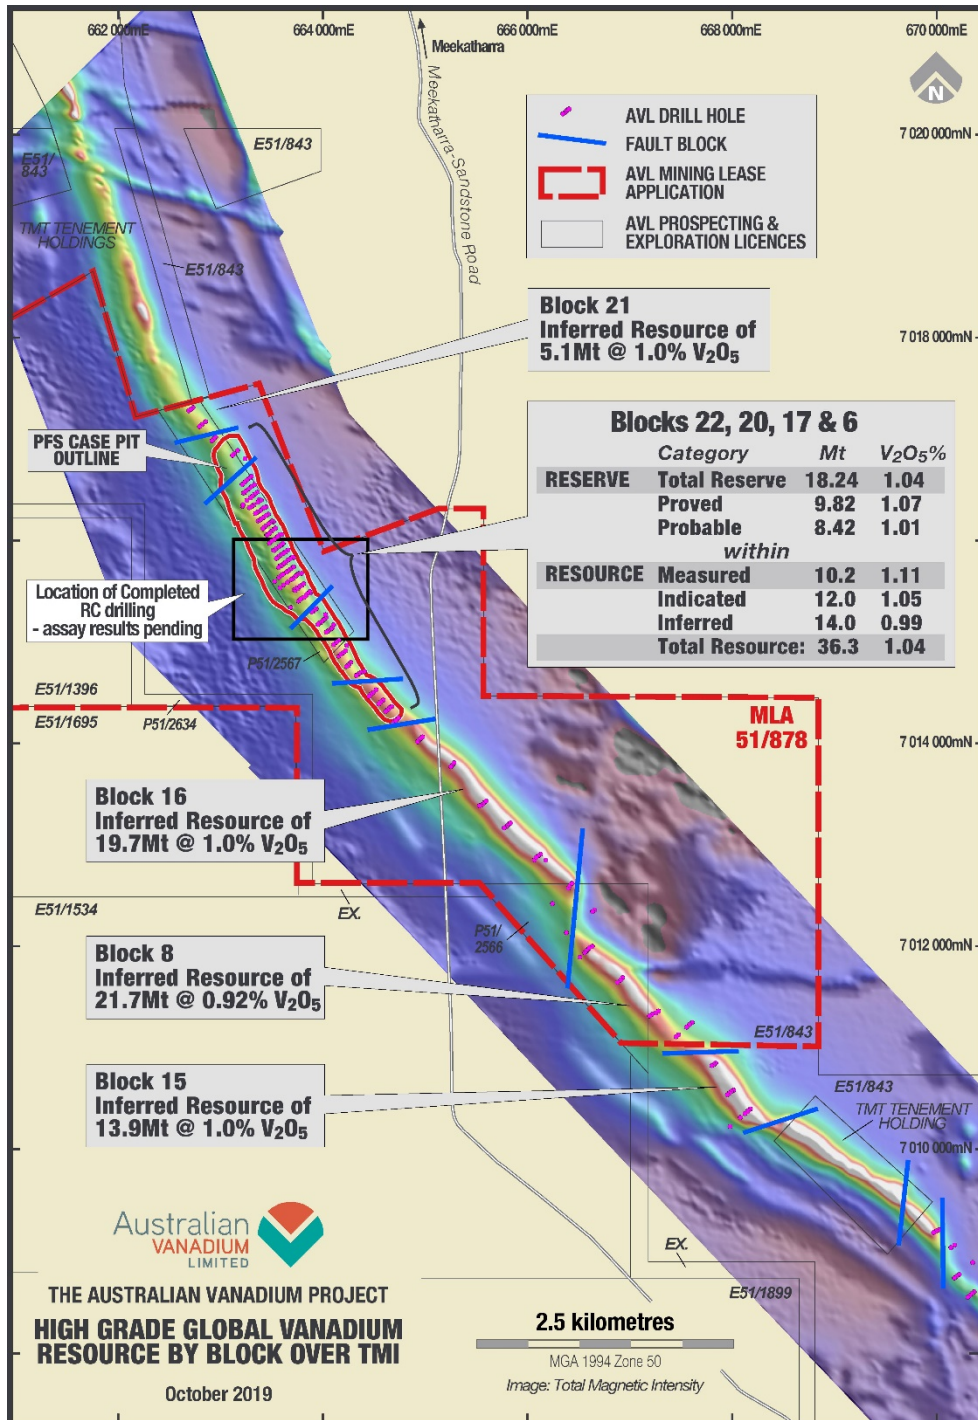 662 000mE
664 000mE
666 000mE
668 000mE
670 000mE
Meekatharra
Meekatharra-Sandstone Road
N
AVL DRILL HOLE
FAULT BLOCK
AVL MINING LEASE
APPLICATION
AVL PROSPECTING &
EXPLORATION LICENCES
7 020 000mN
E51/843
E51/
843
TMT TENEMENT
HOLDINGS
E51/843
7 018 000mN
Block 21
Inferred Resource of
5.1Mt @ 1.0% V₂O₅
PFS CASE PIT
OUTLINE
Blocks 22, 20, 17 & 6
Category Mt V₂O₅%
RESERVE Total Reserve 18.24 1.04
Proved 9.82 1.07
Probable 8.42 1.01
within
RESOURCE Measured 10.2 1.11
Indicated 12.0 1.05
Inferred 14.0 0.99
Total Resource: 36.3 1.04
Location of Completed
RC drilling
- assay results pending
P51/2567
E51/1396
E51/1695
P51/2634
MLA
51/878
7 014 000mN
Block 16
Inferred Resource of
19.7Mt @ 1.0% V₂O₅
E51/1534
EX.
P51/
2566
7 012 000mN
Block 8
Inferred Resource of
21.7Mt @ 0.92% V₂O₅
E51/843
Block 15
Inferred Resource of
13.9Mt @ 1.0% V₂O₅
E51/843
TMT TENEMENT
HOLDING
7 010 000mN
Australian
VANADIUM
LIMITED
EX.
E51/1899
THE AUSTRALIAN VANADIUM PROJECT
HIGH GRADE GLOBAL VANADIUM
RESOURCE BY BLOCK OVER TMI
October 2019
2.5 kilometres
MGA 1994 Zone 50
Image: Total Magnetic Intensity